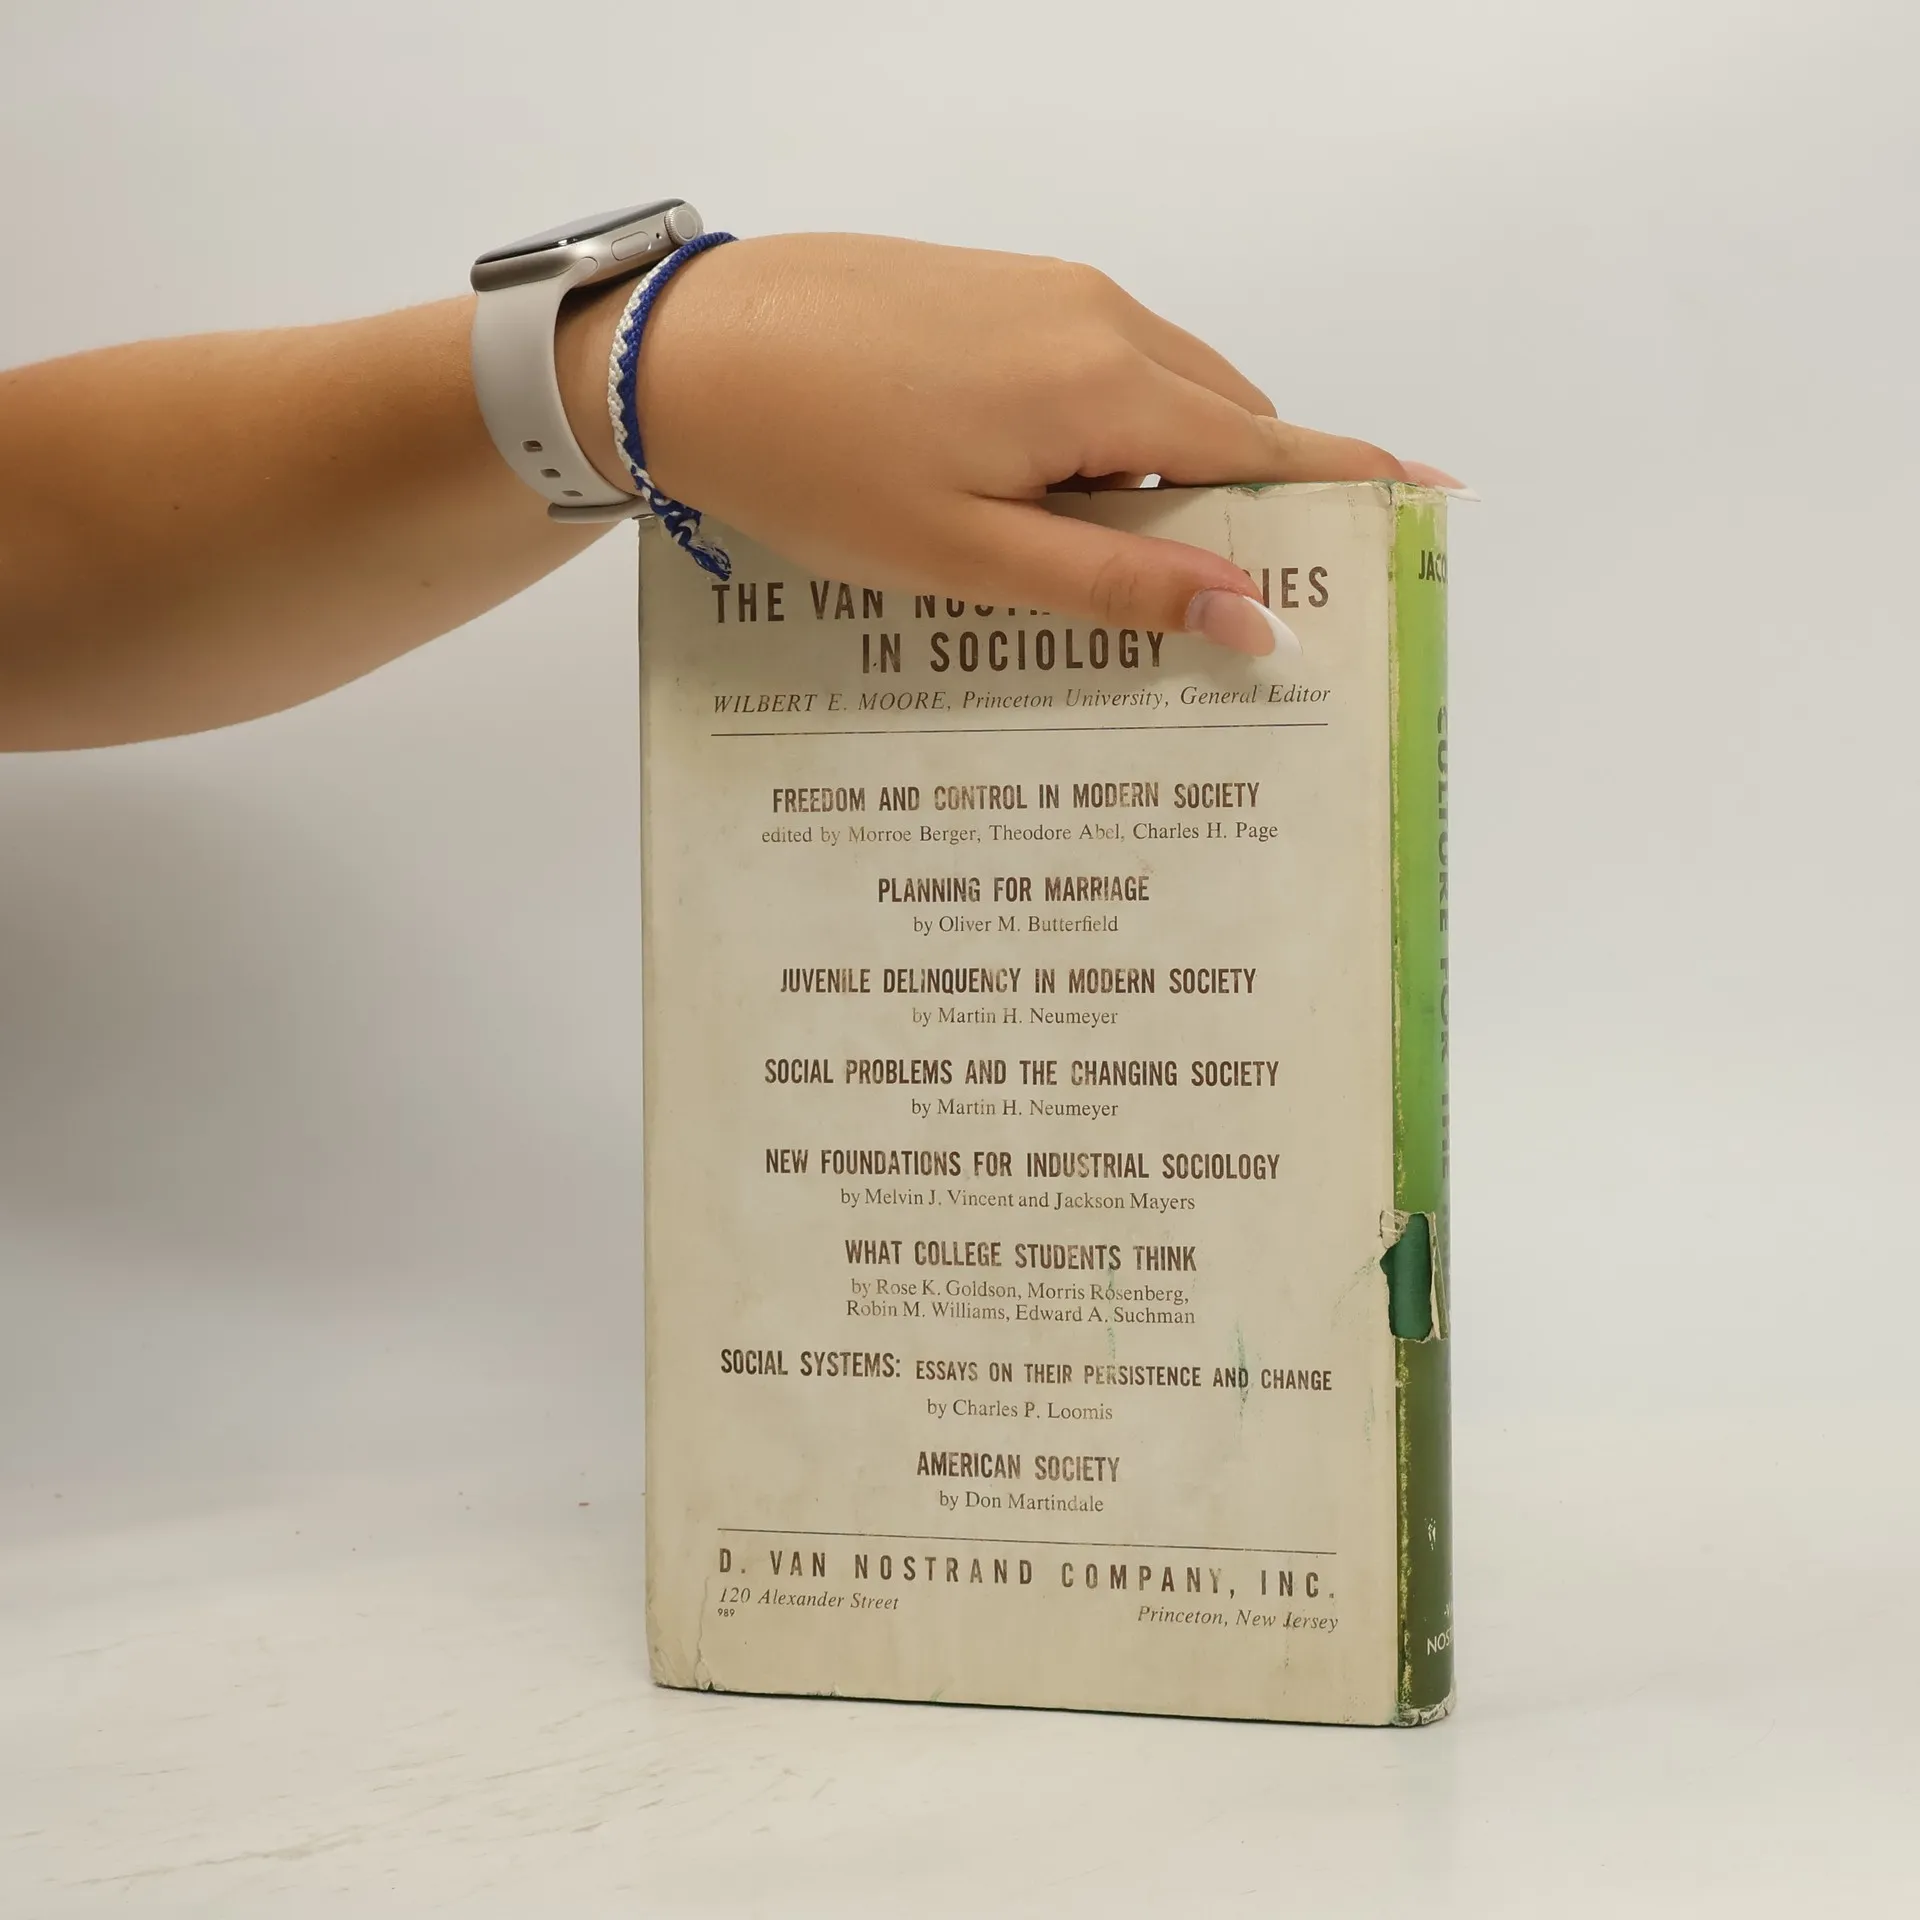 THE VAN
IN SOCIOLOGY
WILBERT E. MOORE, Princeton University, General Editor
FREEDOM AND CONTROL IN MODERN SOCIETY
edited by Morroe Berger, Theodore Abel, Charles H. Page
PLANNING FOR MARRIAGE
by Oliver M. Butterfield
JUVENILE DELINQUENCY IN MODERN SOCIETY
by Martin H. Neumeyer
SOCIAL PROBLEMS AND THE CHANGING SOCIETY
by Martin H. Neumeyer
NEW FOUNDATIONS FOR INDUSTRIAL SOCIOLOGY
by Melvin J. Vincent and Jackson Mayers
WHAT COLLEGE STUDENTS THINK
by Rose K. Goldson, Morris Rosenberg,
Robin M. Williams, Edward A. Suchman
SOCIAL SYSTEMS: ESSAYS ON THEIR PERSISTENCE AND CHANGE
by Charles P. Loomis
AMERICAN SOCIETY
by Don Martindale
D. VAN NOSTRAND COMPANY, INC.
120 Alexander Street Princeton, New Jersey
989
CULTURE FOR THE